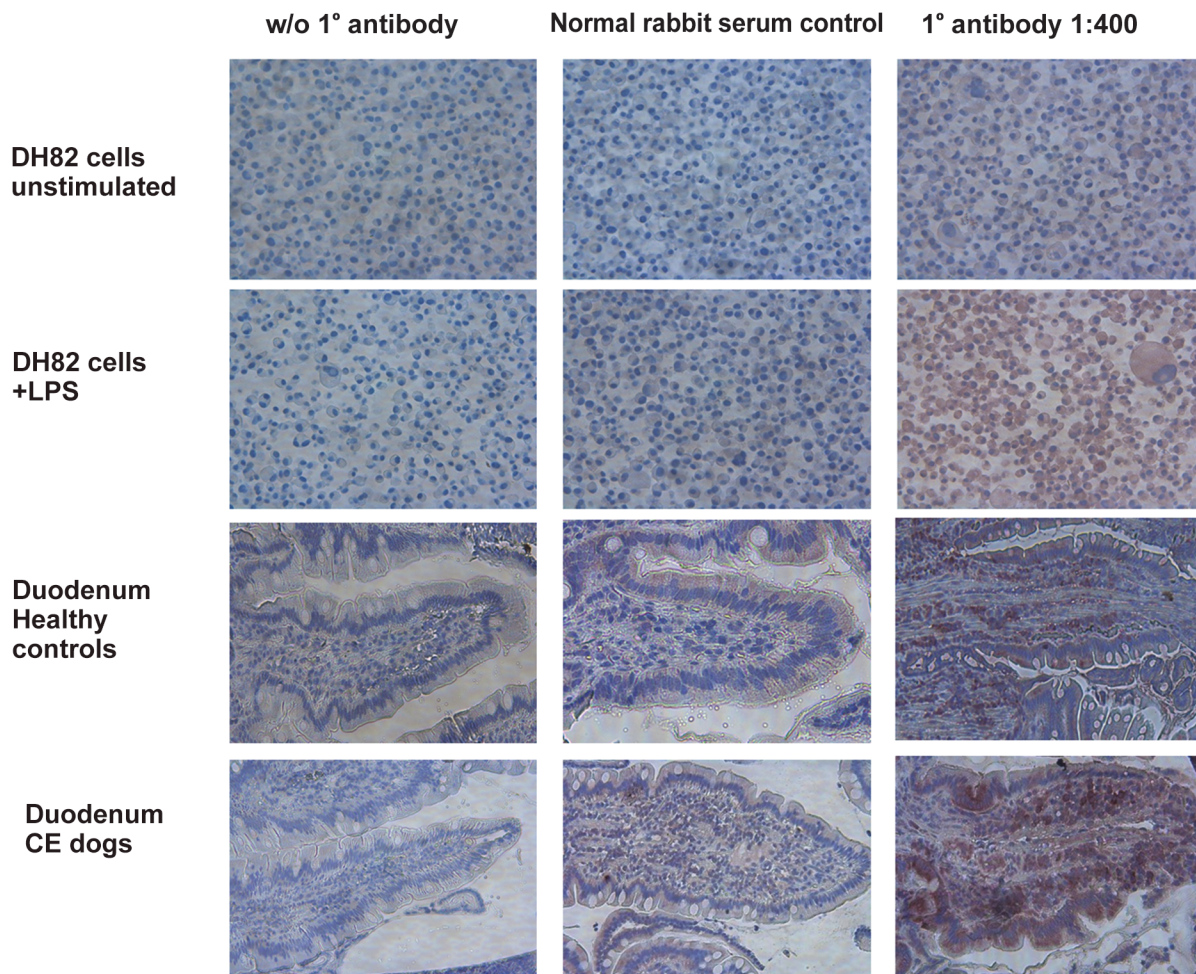 w/o 1° antibody
Normal rabbit serum control
1° antibody 1:400
DH82 cells
unstimulated
DH82 cells
+LPS
Duodenum
Healthy
controls
Duodenum
CE dogs